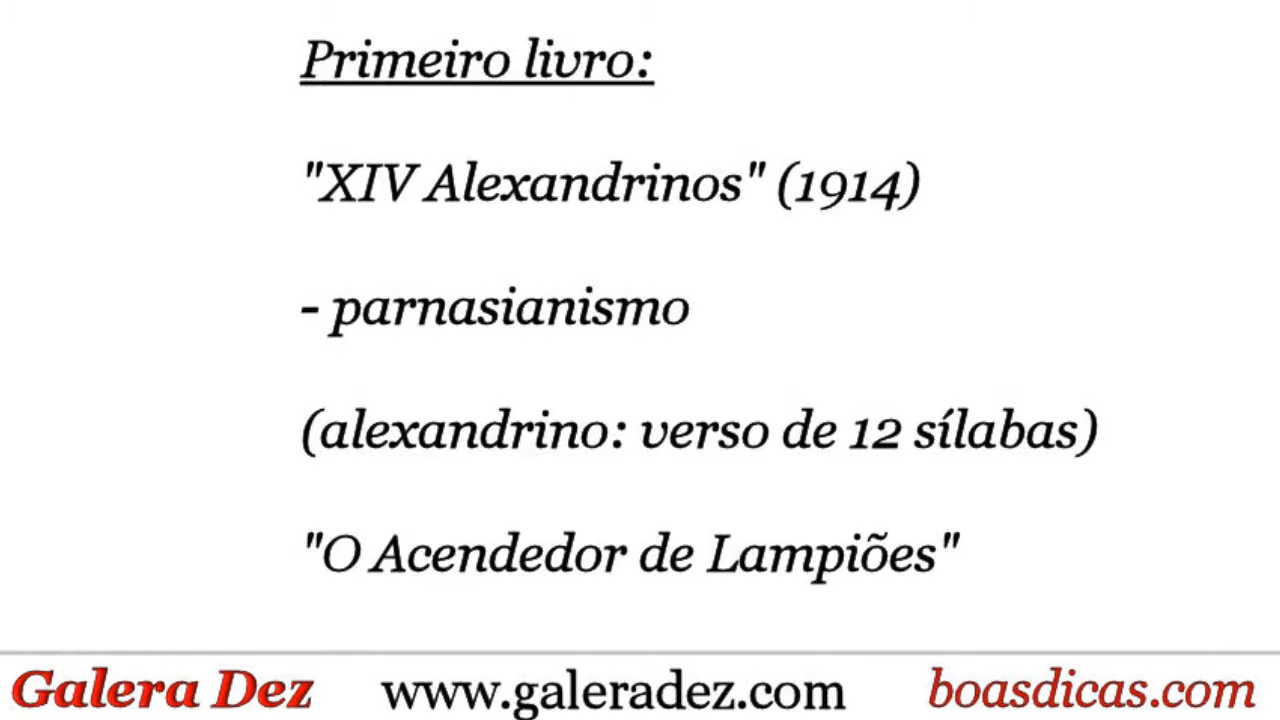 Primeiro livro:
"XIV Alexandrinos" (1914)
- parnasianismo
(alexandrino: verso de 12 sílabas)
"O Acendedor de Lampiões"
Galera Dez www.galeradez.com boasdicas.com